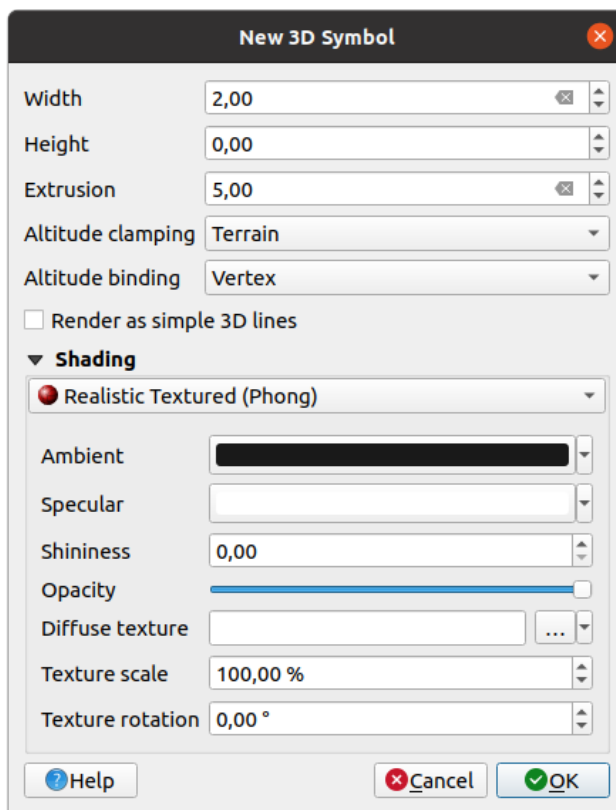 New 3D Symbol
Width 2,00
Height 0,00
Extrusion 5,00
Altitude clamping Terrain
Altitude binding Vertex
Render as simple 3D lines
Shading
Realistic Textured (Phong)
Ambient
Specular
Shininess 0,00
Opacity
Diffuse texture ...
Texture scale 100,00 %
Texture rotation 0,00 °
Help Cancel OK